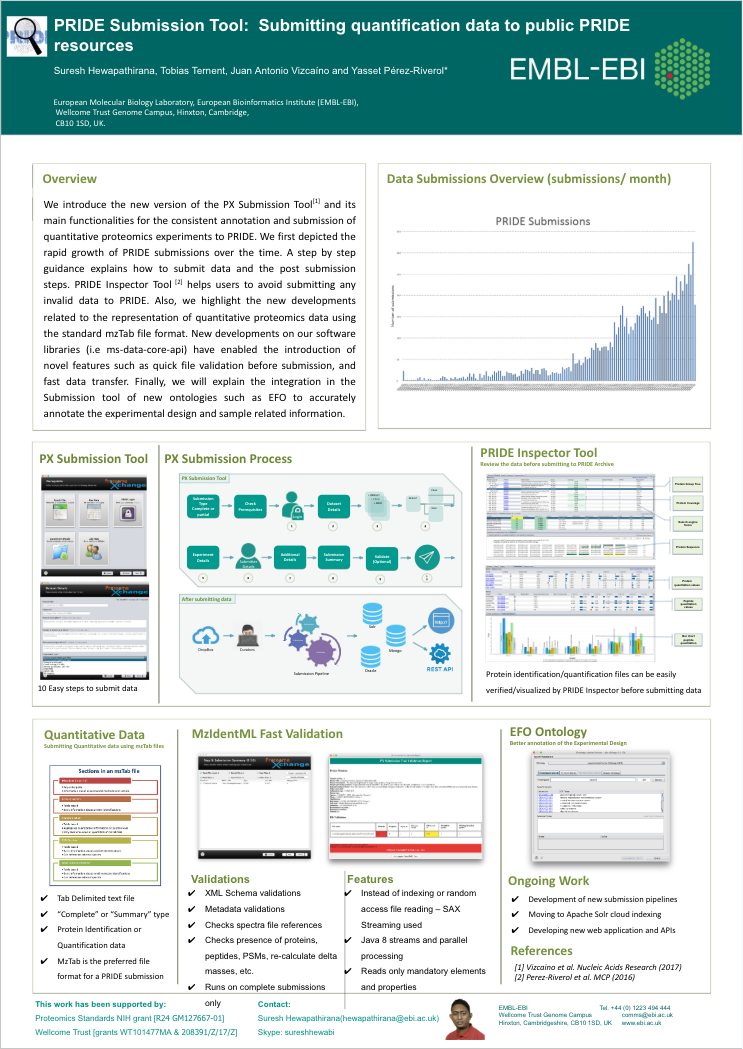 PRIDE Submission Tool: Submitting quantification data to public PRIDE
resources
Suresh Hewapathirana, Tobias Ternent, Juan Antonio Vizcaíno and Yasset Pérez-Riverol*
EMBL-EBI
European Molecular Biology Laboratory, European Bioinformatics Institute (EMBL-EBI),
Wellcome Trust Genome Campus, Hinxton, Cambridge,
CB10 1SD, UK.
Overview
We introduce the new version of the PX Submission Tool[1] and its
main functionalities for the consistent annotation and submission of
quantitative proteomics experiments to PRIDE. We first depicted the
rapid growth of PRIDE submissions over the time. A step by step
guidance explains how to submit data and the post submission
steps. PRIDE Inspector Tool [2] helps users to avoid submitting any
invalid data to PRIDE. Also, we highlight the new developments
related to the representation of quantitative proteomics data using
the standard mzTab file format. New developments on our software
libraries (i.e ms-data-core-api) have enabled the introduction of
novel features such as quick file validation before submission, and
fast data transfer. Finally, we will explain the integration in the
Submission tool of new ontologies such as EFO to accurately
annotate the experimental design and sample related information.
Data Submissions Overview (submissions/ month)
PRIDE Submissions
Number of submissions
PX Submission Tool
10 Easy steps to submit data
PX Submission Process
PX Submission Tool
Submission
Type
Complete or
partial
Check
Prerequisites
Login
Dataset
Details
Experiment
Details
Submitter
Details
Additional
Details
Submission
Summary
Validate
(Optional)
After submitting data
DropBox
Curators
Submission Pipeline
Solr
Mongo
Oracle
REST API
PRIDE Inspector Tool
Review the data before submitting to PRIDE Archive
Protein Group Tree
Protein Coverage
Protein Sequence
Protein
quantification
values
Peptide
quantification
values
Protein identification/quantification files can be easily
verified/visualized by PRIDE Inspector before submitting data
Quantitative Data
Submitting Quantitative data using mzTab files
Sections in an mzTab file
✔ Tab Delimited text file
✔ “Complete” or “Summary” type
✔ Protein Identification or
Quantification data
✔ MzTab is the preferred file
format for a PRIDE submission
MzIdentML Fast Validation
Validations
✔ XML Schema validations
✔ Metadata validations
✔ Checks spectra file references
✔ Checks presence of proteins,
peptides, PSMs, re-calculate delta
masses, etc.
✔ Runs on complete submissions
only
Features
✔ Instead of indexing or random
access file reading – SAX
Streaming used
✔ Java 8 streams and parallel
processing
✔ Reads only mandatory elements
and properties
EFO Ontology
Better annotation of the Experimental Design
Ongoing Work
✔ Development of new submission pipelines
✔ Moving to Apache Solr cloud indexing
✔ Developing new web application and APIs
References
[1] Vizcaino et al. Nucleic Acids Research (2017)
[2] Perez-Riverol et al. MCP (2016)
This work has been supported by:
Proteomics Standards NIH grant [R24 GM127667-01]
Wellcome Trust [grants WT101477MA & 208391/Z/17/Z]
Contact:
Suresh Hewapathirana(hewapathirana@ebi.ac.uk)
Skype: sureshhewabi
EMBL-EBI
Wellcome Trust Genome Campus
Hinxton, Cambridgeshire, CB10 1SD, UK
Tel. +44 (0) 1223 494 444
comms@ebi.ac.uk
www.ebi.ac.uk